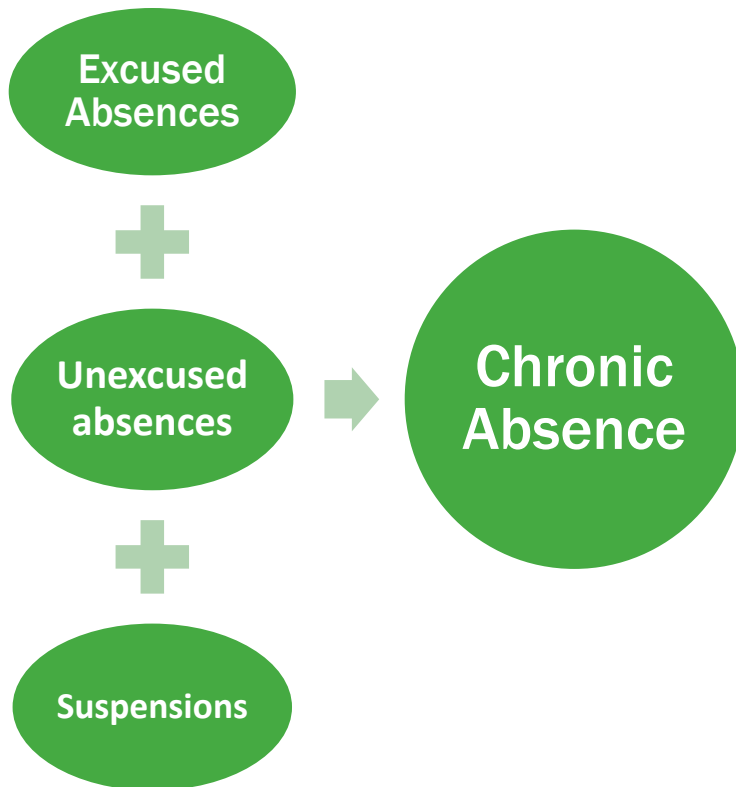 Excused
Absences
Unexcused
absences
Chronic
Absence
Suspensions